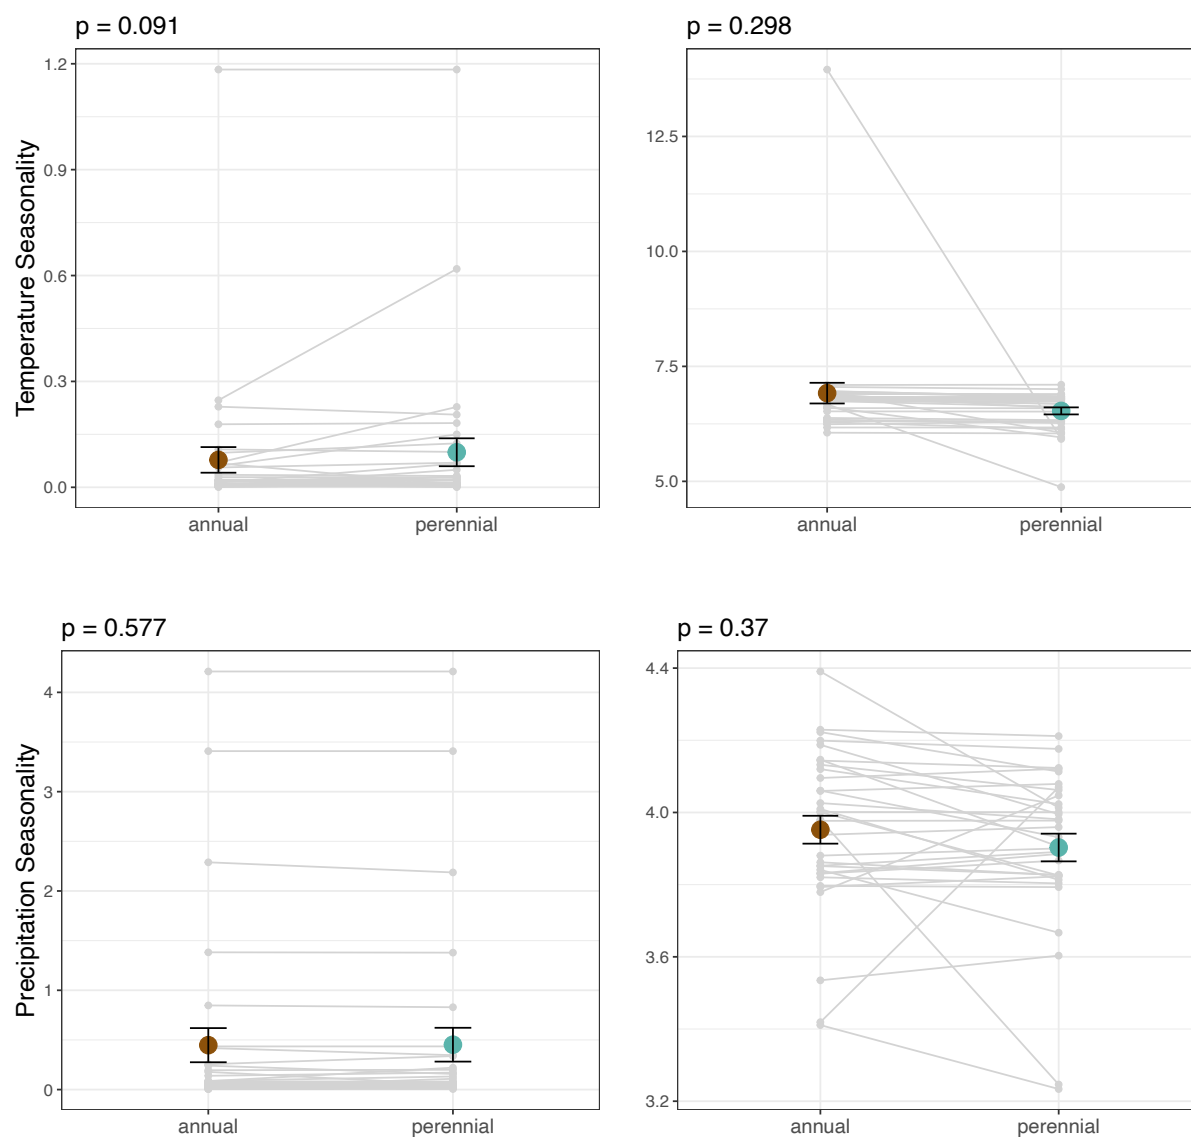 p = 0.091
p = 0.298
Temperature Seasonality
1.2
0.9
0.6
0.3
0.0
annual perennial
12.5
10.0
7.5
5.0
annual perennial
p = 0.577
p = 0.37
Precipitation Seasonality
4
3
2
1
0
annual perennial
4.4
4.0
3.6
3.2
annual perennial